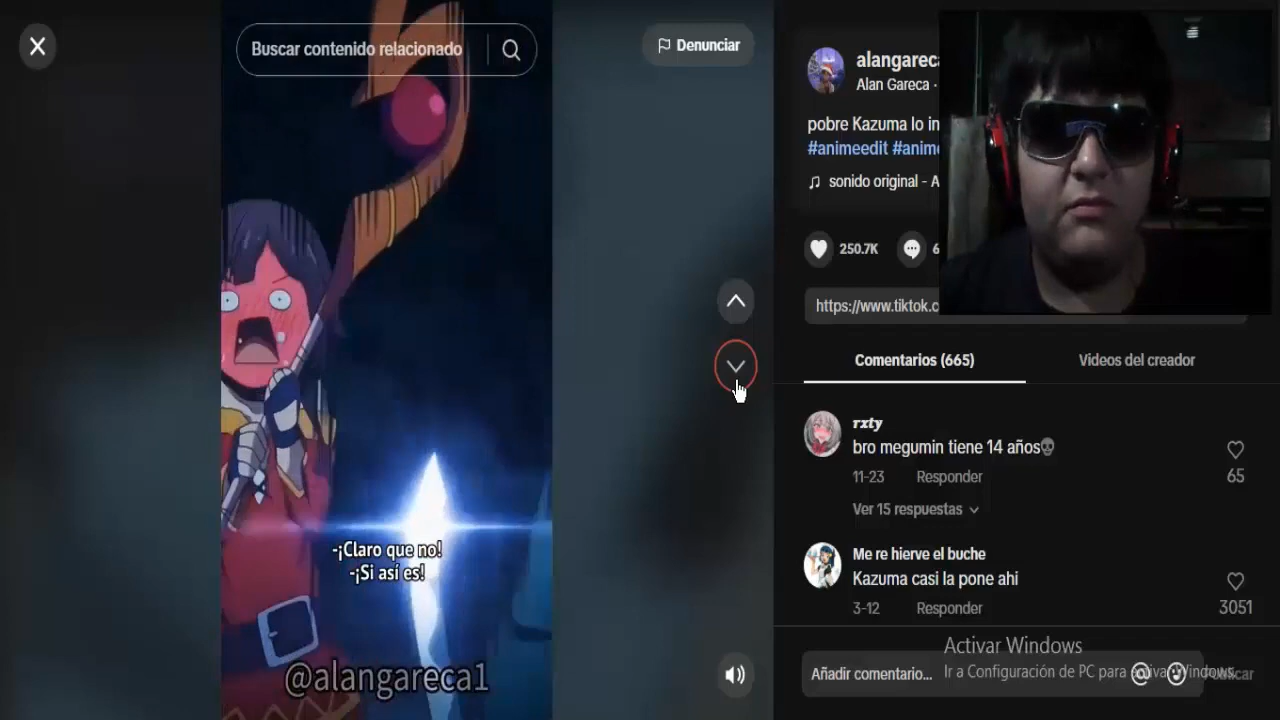 Buscar contenido relacionado
Denunciar
-¡Claro que no!
-¡Si así es!
@alangareca1
Alan Gareca ·
pobre Kazuma lo
#animeedit
sonido original -
250.7K
https://www.tiktok.c
Comentarios (665)
Videos del creador
rxty
bro megumin tiene 14 años💀
65
11-23 Responder
Ver 15 respuestas
Me re hierve el buche
Kazuma casi la pone ahi
3-12 Responder
3051
Activar Windows
Añadir comentario...
Ir a Configuración de PC para activar Windows.